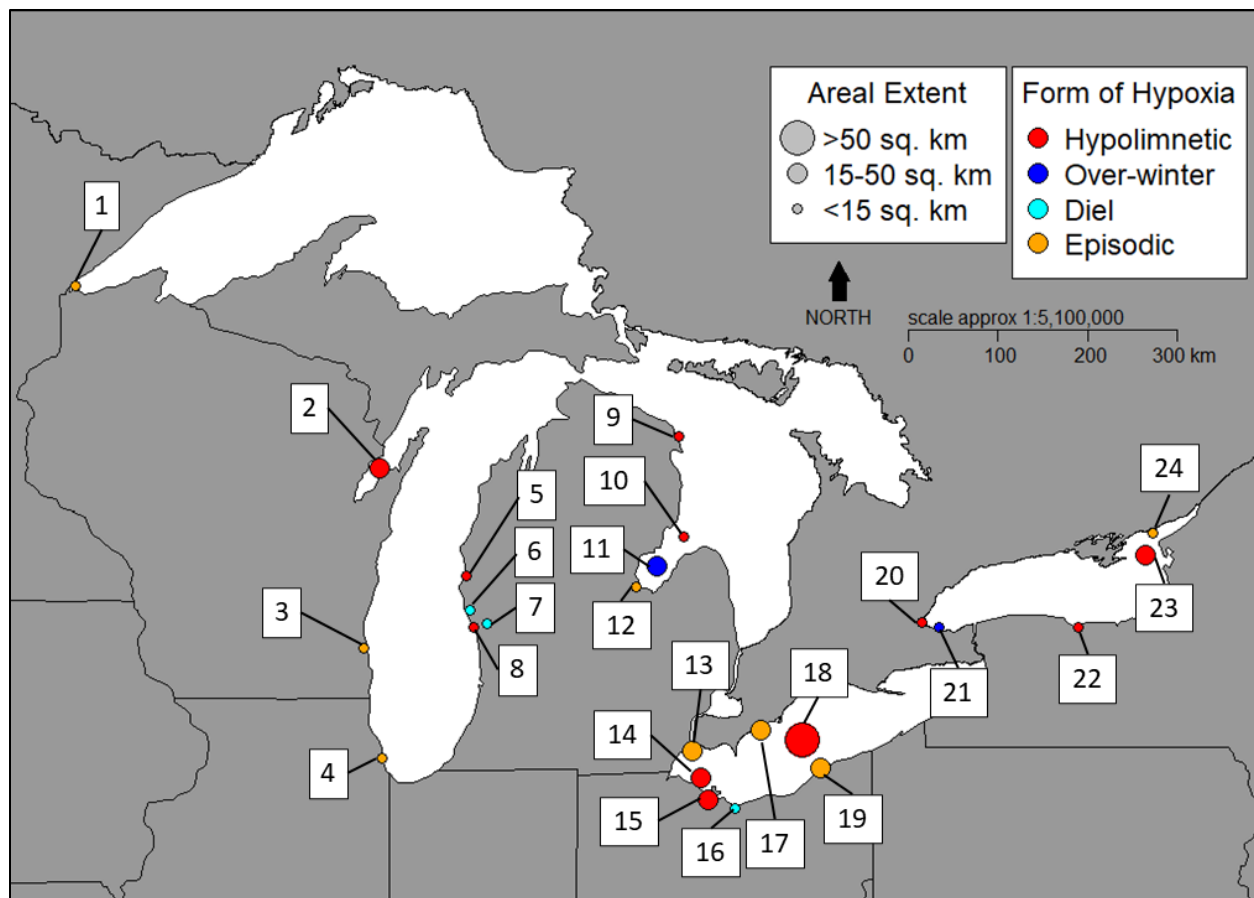 Areal Extent
>50 sq. km
15-50 sq. km
<15 sq. km
Form of Hypoxia
Hypolimnetic
Over-winter
Diel
Episodic
NORTH
scale approx 1:5,100,000
0 100 200 300 km
1
2
3
4
5
6
7
8
9
10
11
12
13
14
15
16
17
18
19
20
21
22
23
24